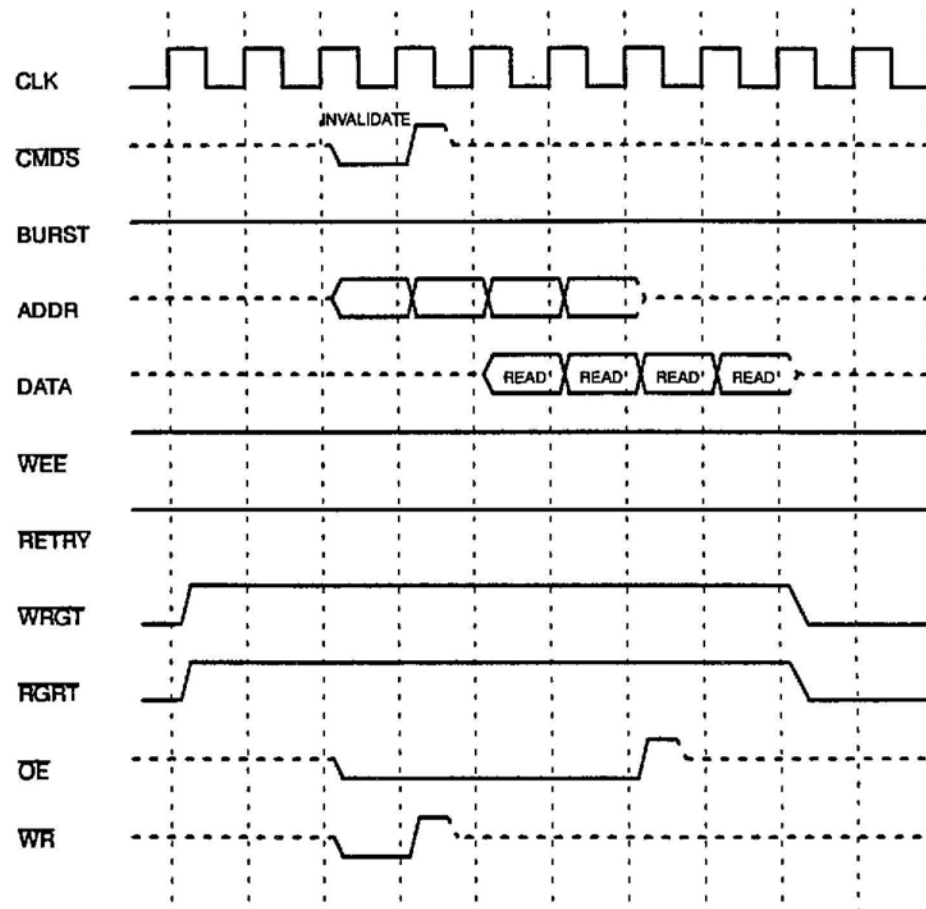 CLK
INVALIDATE
CMDS
BURST
ADDR
DATA
READ READ READ READ
WEE
RETRY
WRGT
RGRT
OE
WR